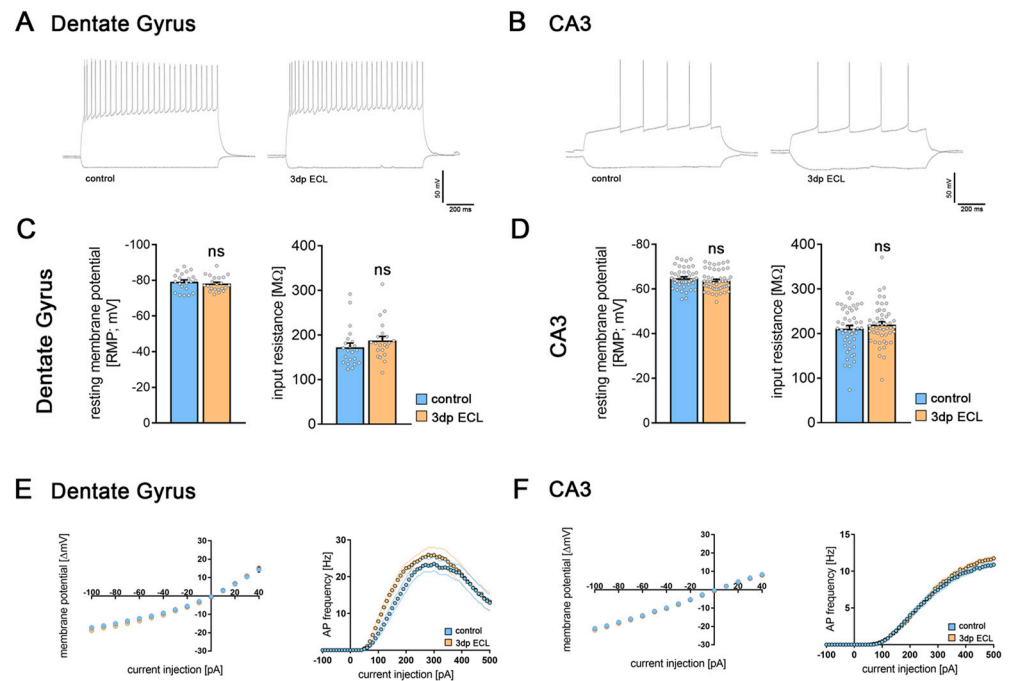 A Dentate Gyrus
B CA3
control
3dp ECL
50 mV
200 ms
control
3dp ECL
50 mV
200 ms
C
Dentate Gyrus
resting membrane potential
[RMP; mV]
-100
-80
-60
-40
-20
0
ns
input resistance [MΩ]
400
300
200
100
0
ns
control
3dp ECL
D
CA3
resting membrane potential
[RMP; mV]
-80
-60
-40
-20
0
ns
input resistance [MΩ]
400
300
200
100
0
ns
control
3dp ECL
E Dentate Gyrus
membrane potential [ΔmV]
30
20
10
-100 -80 -60 -40 -20 0 20 40
-10
-20
-30
current injection [pA]
AP frequency [Hz]
30
20
10
-100 0 100 200 300 400 500
current injection [pA]
control
3dp ECL
F CA3
membrane potential [ΔmV]
30
20
10
-100 -80 -60 -40 -20 0 20 40
-10
-20
-30
current injection [pA]
AP frequency [Hz]
15
10
5
-100 0 100 200 300 400 500
current injection [pA]
control
3dp ECL